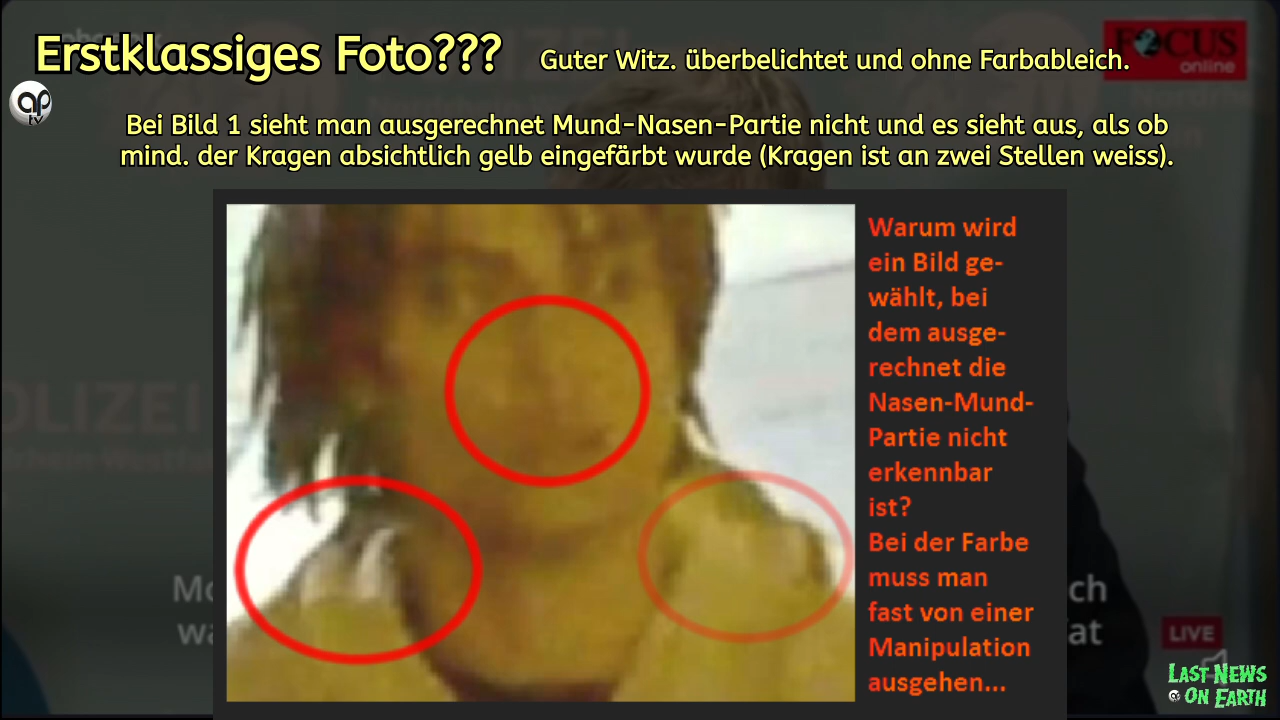 Erstklassiges Foto???
Guter Witz. überbelichtet und ohne Farbableich.
FOCUS
online
ap
tv
Bei Bild 1 sieht man ausgerechnet Mund-Nasen-Partie nicht und es sieht aus, als ob
mind. der Kragen absichtlich gelb eingefärbt wurde (Kragen ist an zwei Stellen weiss).
Warum wird
ein Bild ge-
wählt, bei
dem ausge-
rechnet die
Nasen-Mund-
Partie nicht
erkennbar
ist?
Bei der Farbe
muss man
fast von einer
Manipulation
ausgehen...
OLIZEI
LIVE
LAST NEWS
ON EARTH